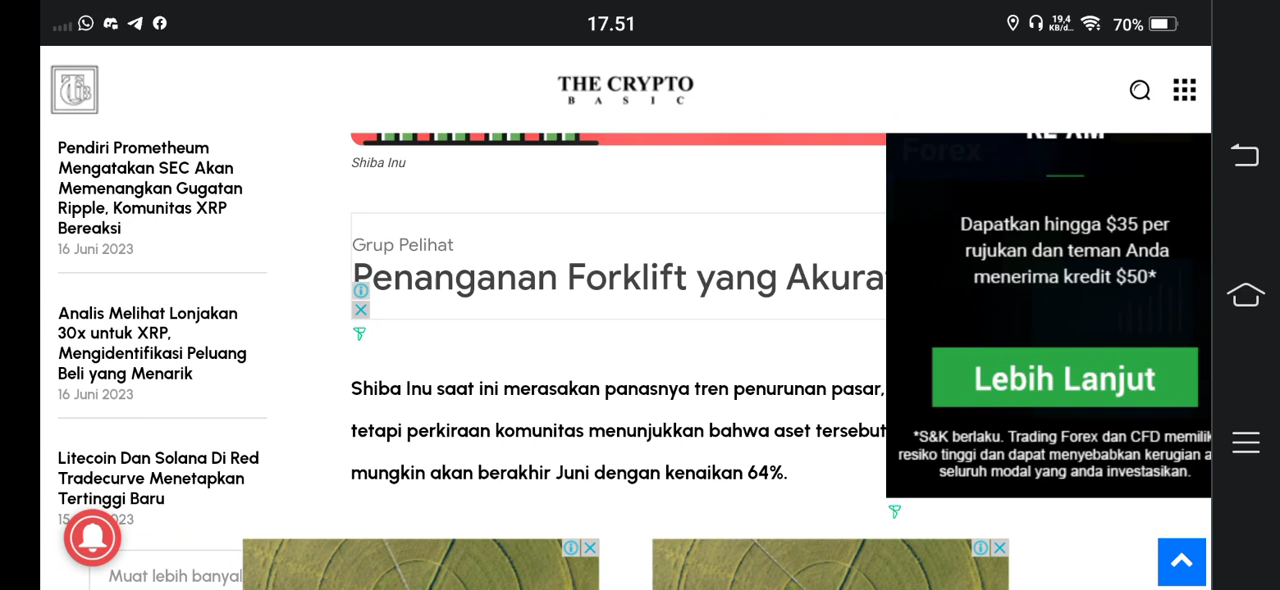 17.51
19,4
KB/d...
70%
THE CRYPTO
BASIC
Pendiri Prometheum
Mengatakan SEC Akan
Memenangkan Gugatan
Ripple, Komunitas XRP
Bereaksi
16 Juni 2023
Analis Melihat Lonjakan
30x untuk XRP,
Mengidentifikasi Peluang
Beli yang Menarik
16 Juni 2023
Litecoin Dan Solana Di Red
Tradecurve Menetapkan
Tertinggi Baru
Muat lebih banyak
Shiba Inu
Grup Pelihat
Penanganan Forklift yang Akurat
Shiba Inu saat ini merasakan panasnya tren penurunan pasar,
tetapi perkiraan komunitas menunjukkan bahwa aset tersebut
mungkin akan berakhir Juni dengan kenaikan 64%.
Forex
Dapatkan hingga $35 per
rujukan dan teman Anda
menerima kredit $50*
Lebih Lanjut
*S&K berlaku. Trading Forex dan CFD memilik
resiko tinggi dan dapat menyebabkan kerugian a
seluruh modal yang anda investasikan.